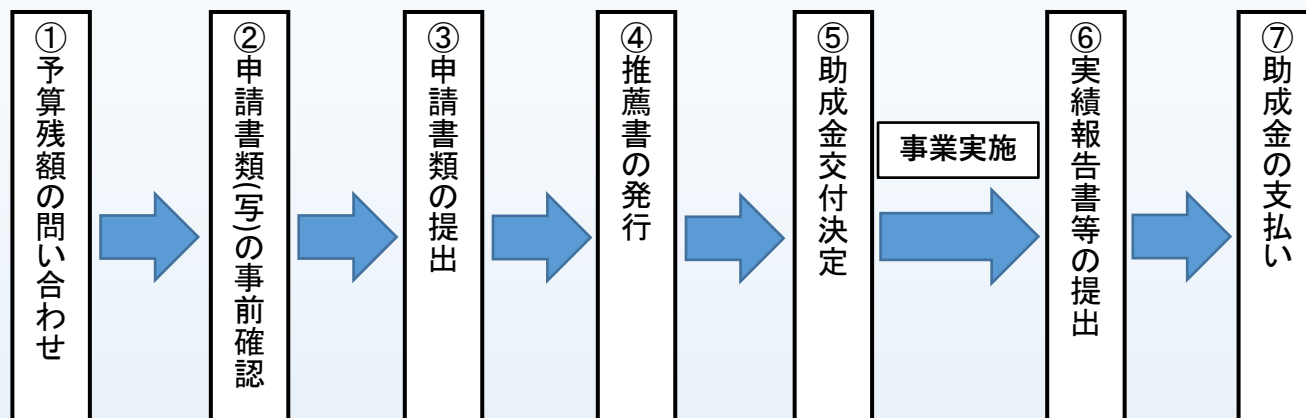 ①予算残額の問い合わせ
②申請書類(写)の事前確認
③申請書類の提出
④推薦書の発行
⑤助成金交付決定
事業実施
⑥実績報告書等の提出
⑦助成金の支払い